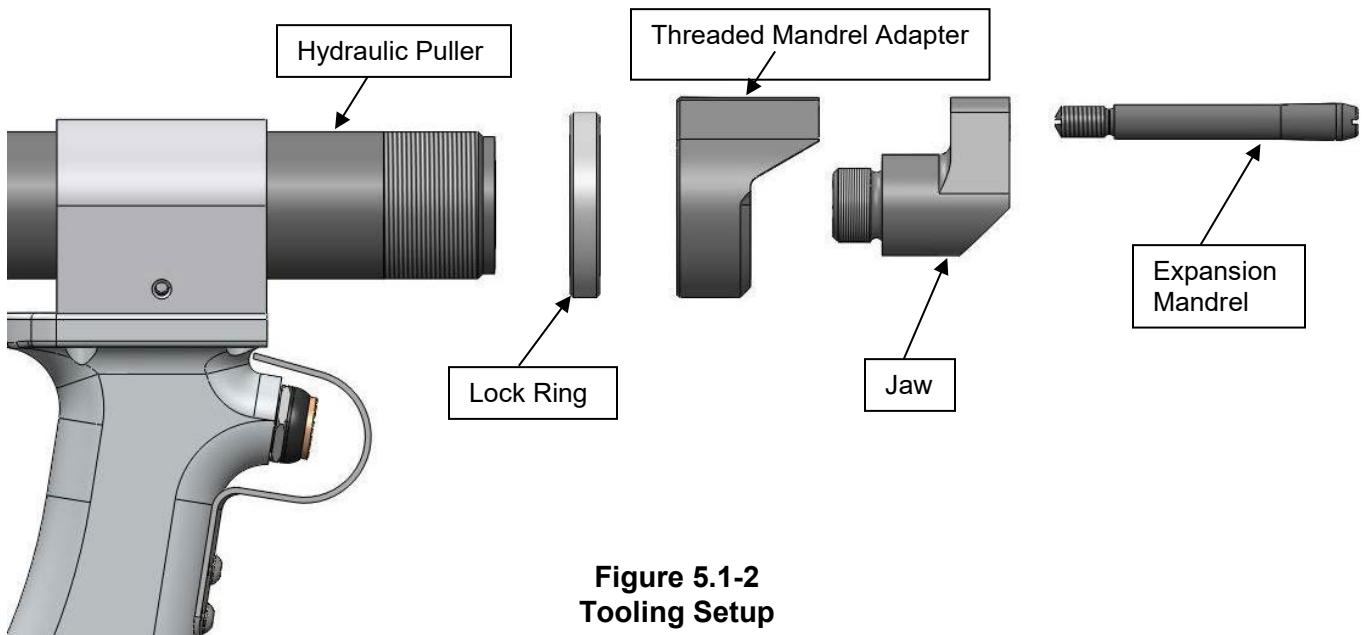 Hydraulic Puller
Threaded Mandrel Adapter
Expansion
Mandrel
Lock Ring
Jaw
Figure 5.1-2
Tooling Setup